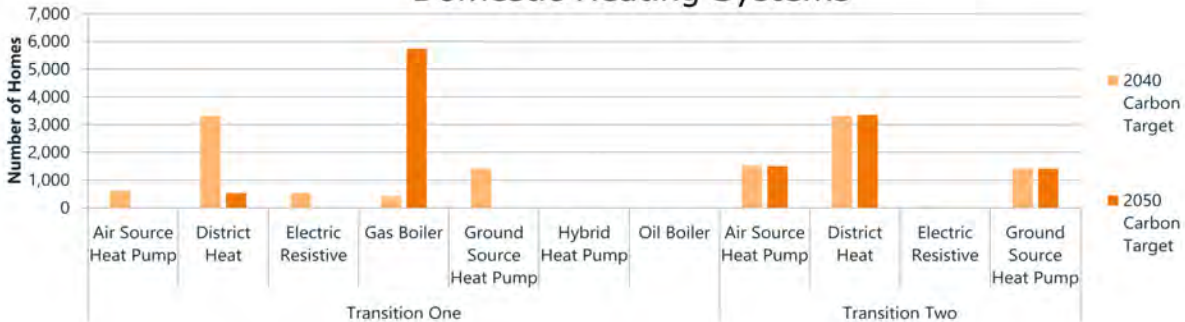 Domestic Heating Systems
Number of Homes
7,000
6,000
5,000
4,000
3,000
2,000
1,000
0
Air Source
Heat Pump
District
Heat
Electric
Resistive
Gas Boiler
Ground
Source
Heat Pump
Hybrid
Heat Pump
Oil Boiler
Air Source
Heat Pump
District
Heat
Electric
Resistive
Ground
Source
Heat Pump
Transition One
Transition Two
2040
Carbon
Target
2050
Carbon
Target